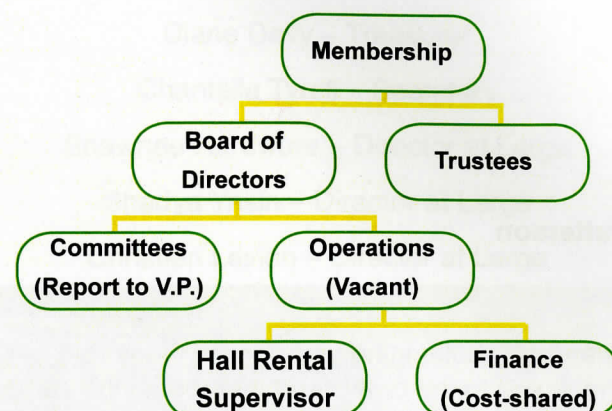 Membership
Board of
Directors
Trustees
Committees
(Report to V.P.)
Operations
(Vacant)
Hall Rental
Supervisor
Finance
(Cost-shared)